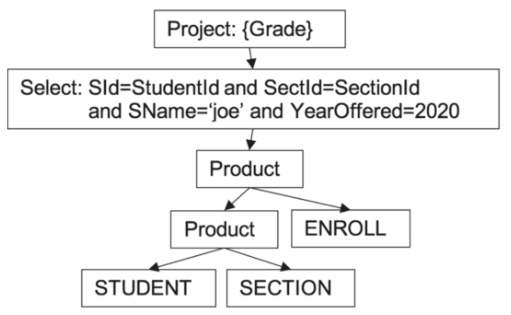 Project: {Grade}
Select: SId=StudentId and SectId=SectionId
and SName=‘joe’ and YearOffered=2020
Product
Product
ENROLL
STUDENT
SECTION